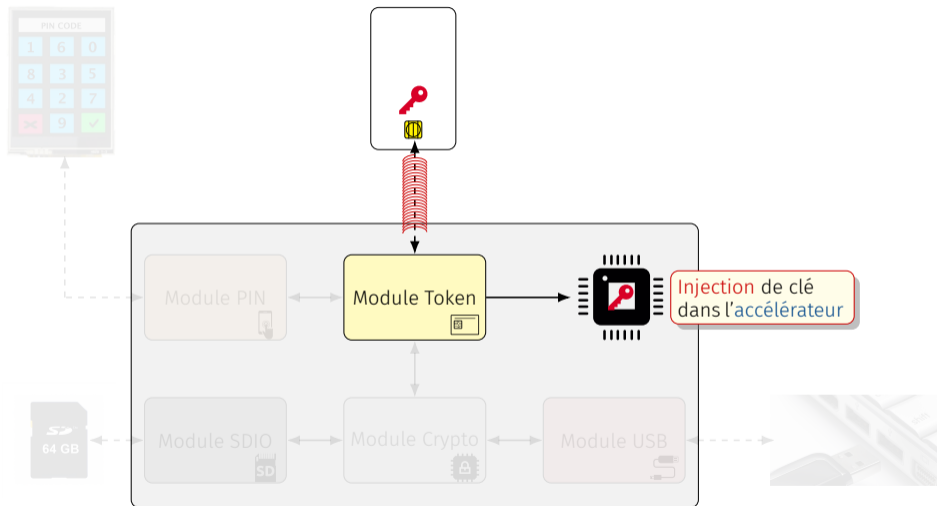 PIN CODE
1 6 0
8 3 5
4 2 7
9
Module PIN
Module Token
Injection de clé
dans l'accélérateur
64 GB
Module SDIO
SD
Module Crypto
Module USB